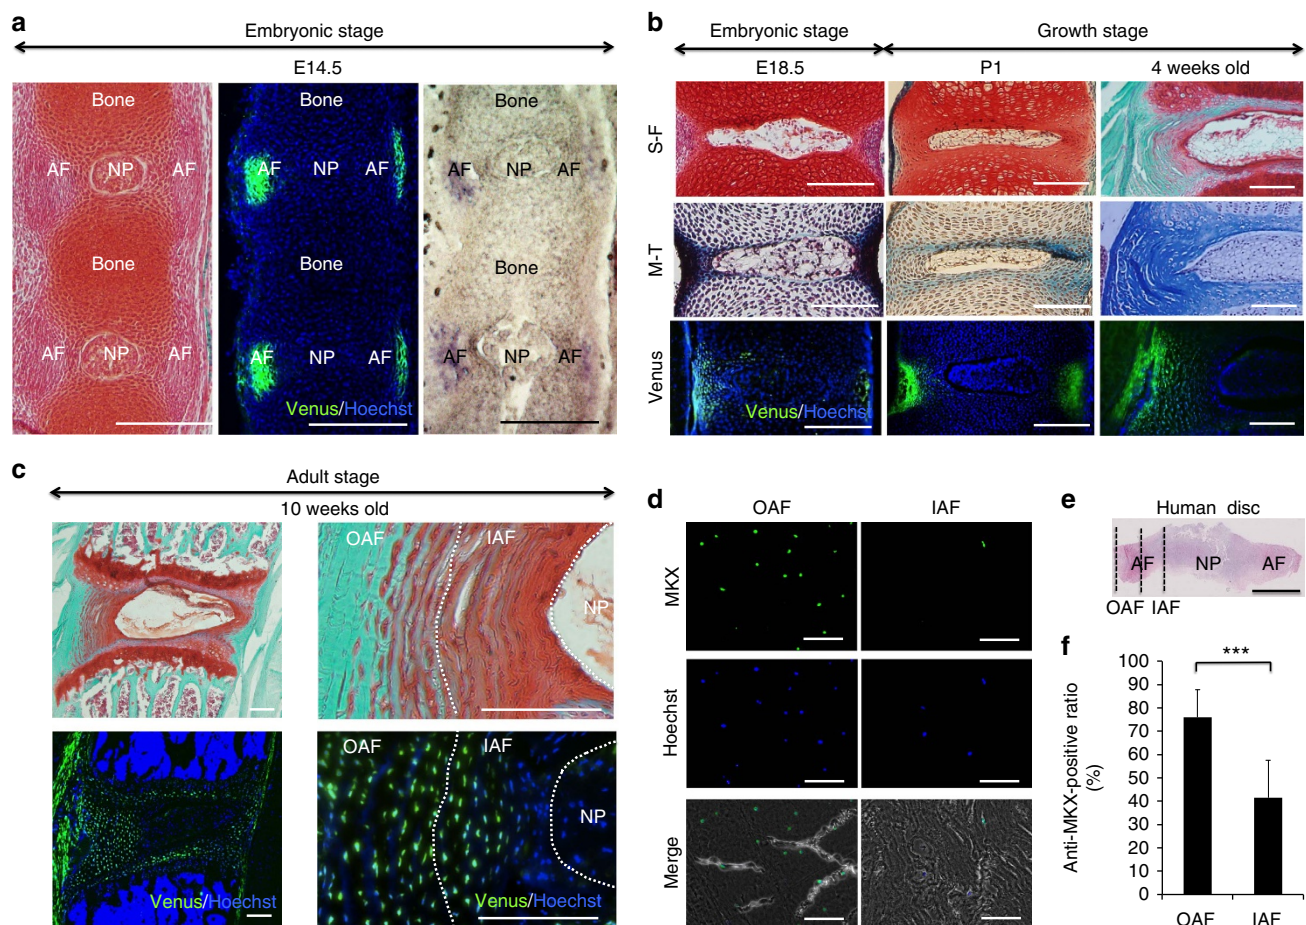 a
Embryonic stage
E14.5
Bone
Bone
AF NP AF
AF NP AF
Bone
Bone
AF NP AF
AF NP AF
Venus/Hoechst
AF NP AF
AF NP AF
b
Embryonic stage
Growth stage
E18.5
P1
4 weeks old
S-F
M-T
Venus
Venus/Hoechst
c
Adult stage
10 weeks old
OAF
IAF
NP
Venus/Hoechst
OAF
IAF
NP
Venus/Hoechst
d
OAF
IAF
MKX
Hoechst
Merge
e
Human disc
AF NP AF
OAF IAF
f
***
Anti-MKX-positive ratio
(%)
100
90
80
70
60
50
40
30
20
10
0
OAF
IAF